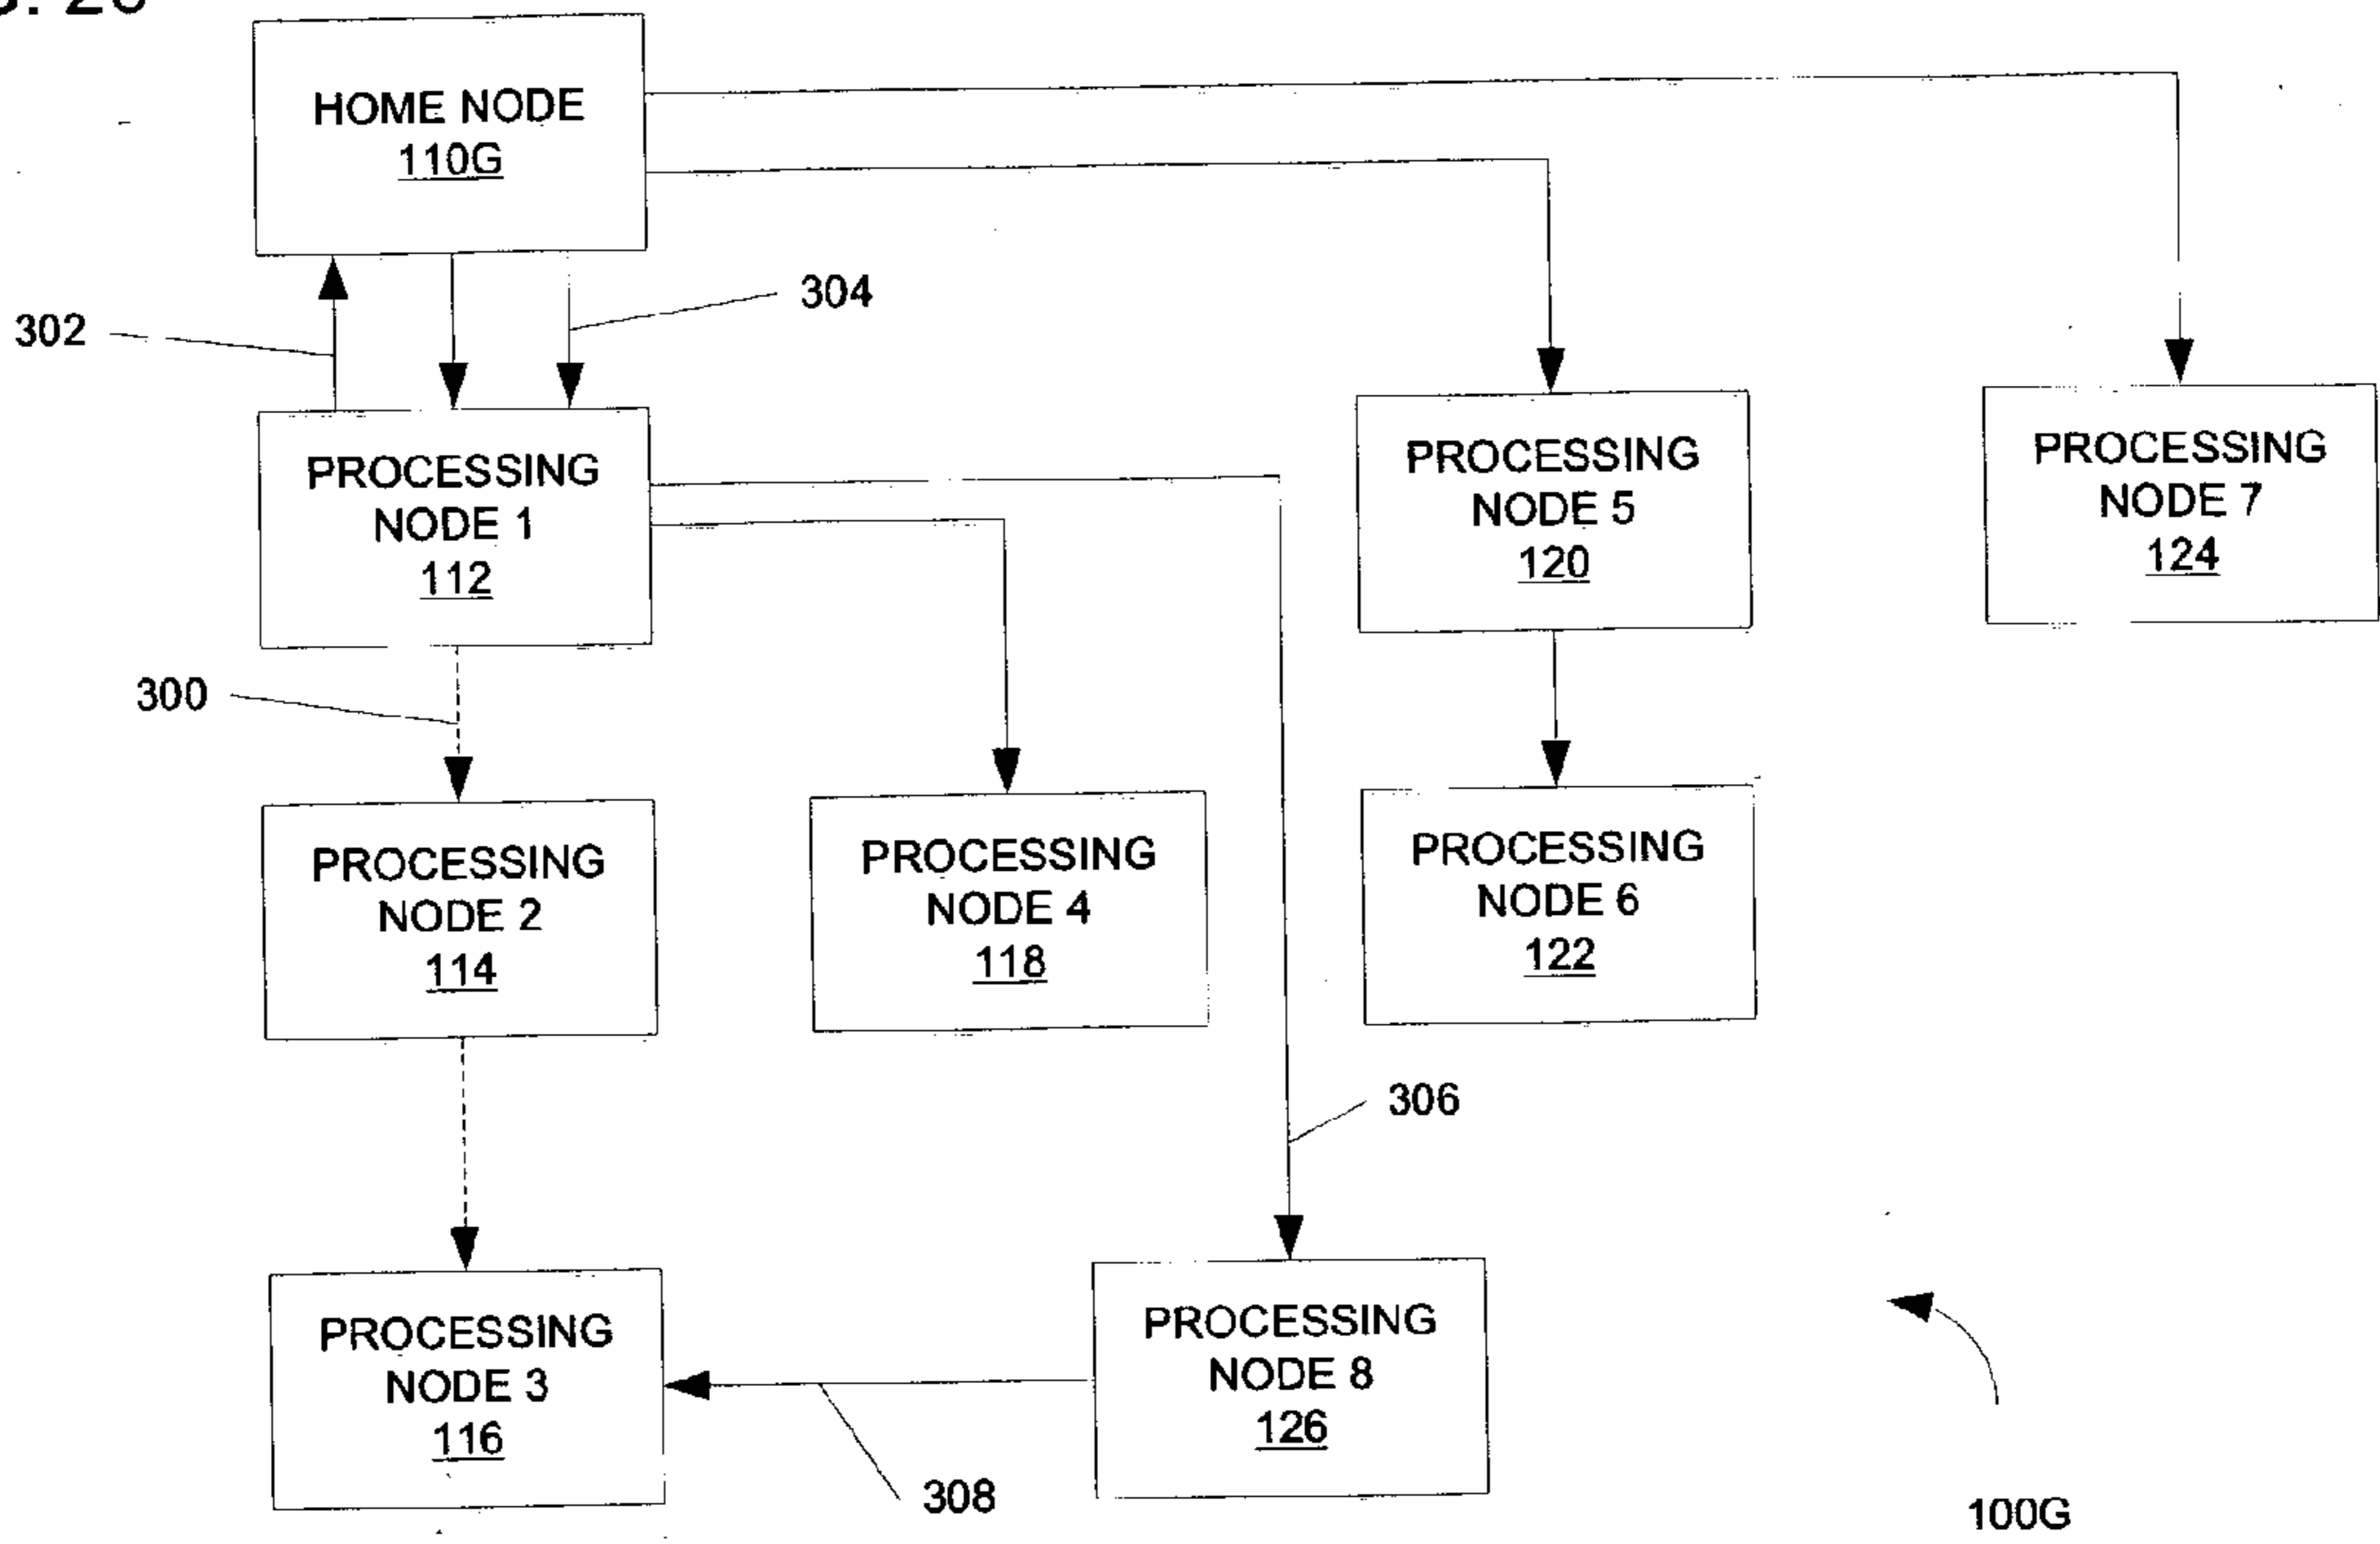 HOME NODE
110G
304
302
PROCESSING
NODE 1
112
PROCESSING
NODE 5
120
PROCESSING
NODE 7
124
300
PROCESSING
NODE 2
114
PROCESSING
NODE 4
118
PROCESSING
NODE 6
122
306
PROCESSING
NODE 3
116
PROCESSING
NODE 8
126
308
100G